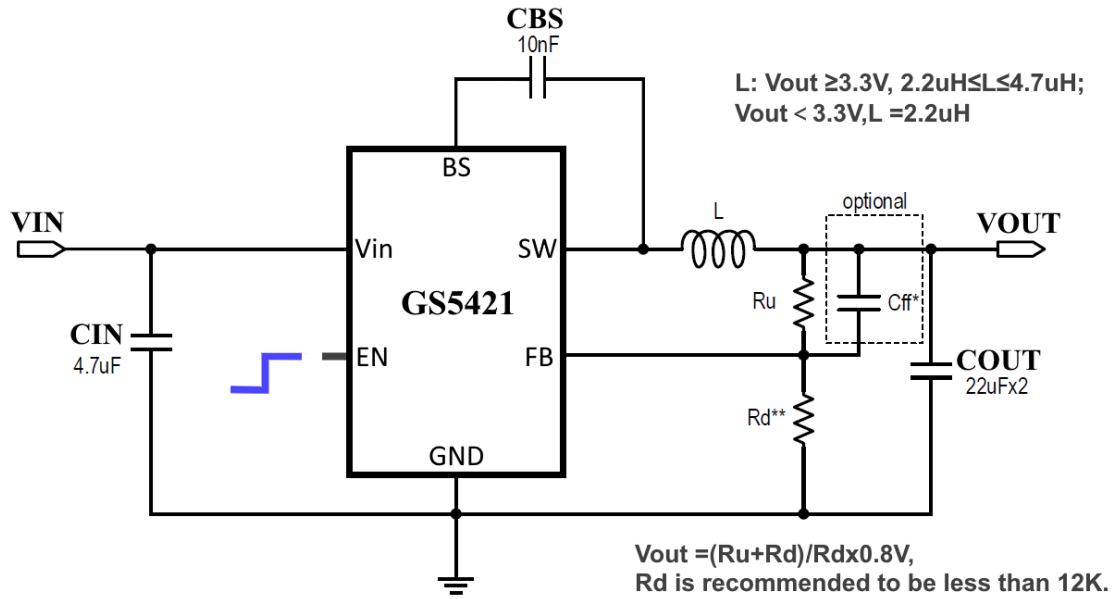 CBS
10nF
L: Vout ≥3.3V, 2.2uH≤L≤4.7uH;
Vout < 3.3V,L =2.2uH
BS
optional
VIN
L
VOUT
Vin
SW
GS5421
Ru
Cff*
CIN
4.7uF
EN
FB
COUT
22uFx2
Rd**
GND
Vout =(Ru+Rd)/Rdx0.8V,
Rd is recommended to be less than 12K.